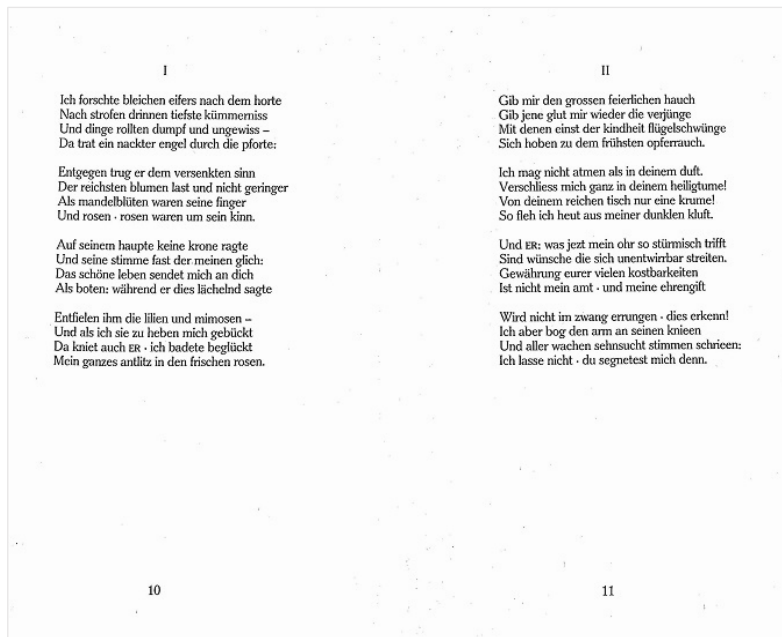 I
Ich forschte bleichen eifers nach dem horte
Nach strofen drinnen tiefste kümmerniss
Und dinge rollten dumpf und ungewiss –
Da trat ein nackter engel durch die pforte:
Entgegen trug er dem versenkten sinn
Der reichsten blumen last und nicht geringer
Als mandelblüten waren seine finger
Und rosen · rosen waren um sein kinn.
Auf seinem haupte keine krone ragte
Und seine stimme fast der meinen glich:
Das schöne leben sendet mich an dich
Als boten: während er dies lächelnd sagte
Entfielen ihm die lilien und mimosen –
Und als ich sie zu heben mich gebückt
Da kniet auch ER · ich badete beglückt
Mein ganzes antlitz in den frischen rosen.
10
II
Gib mir den grossen feierlichen hauch
Gib jene glut mir wieder die verjünge
Mit denen einst der kindheit flügelschwünge
Sich hoben zu dem frühsten opferrauch.
Ich mag nicht atmen als in deinem duft.
Verschliess mich ganz in deinem heiligtume!
Von deinem reichen tisch nur eine krume!
So fleh ich heut aus meiner dunklen kluft.
Und ER: was jezt mein ohr so stürmisch trifft
Sind wünsche die sich unentwirrbar streiten.
Gewährung eurer vielen kostbarkeiten
Ist nicht mein amt · und meine ehrengift
Wird nicht im zwang errungen · dies erkenn!
Ich aber bog den arm an seinen knieen
Und aller wachen sehnsucht stimmen schrieen:
Ich lasse nicht · du segnetest mich denn.
11